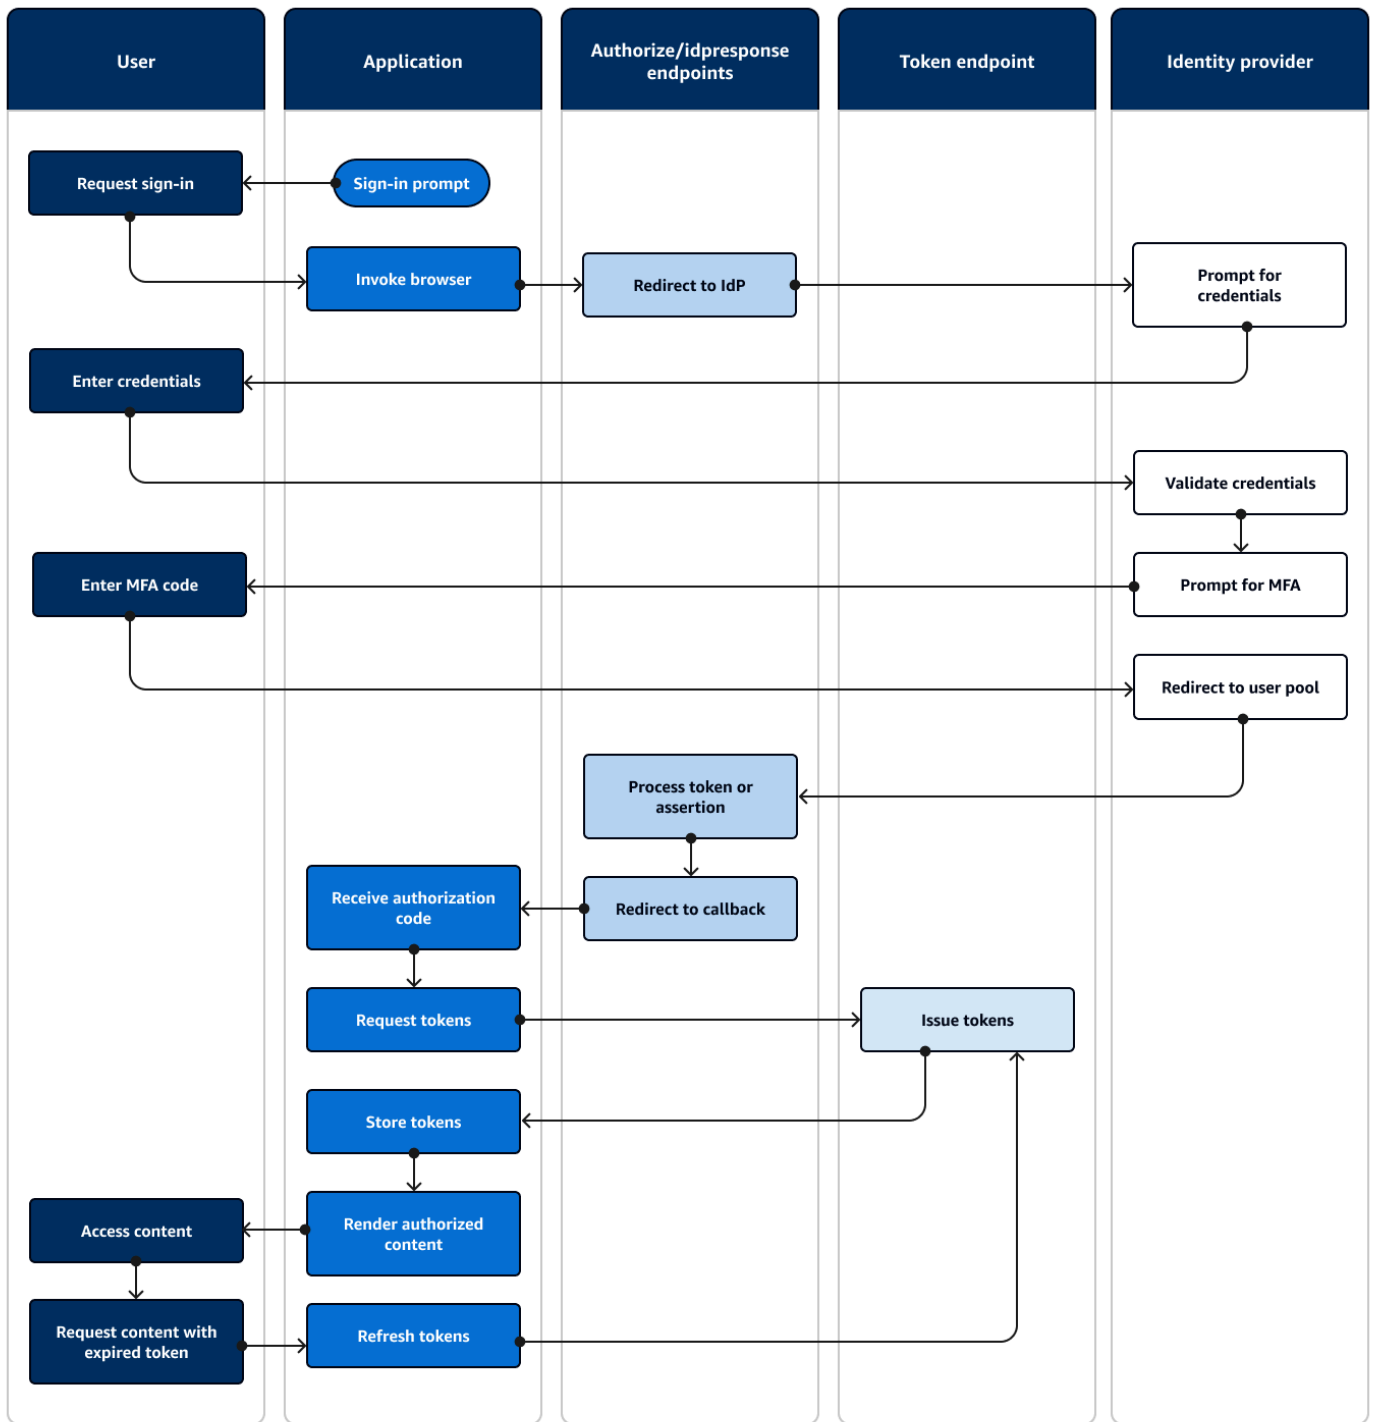 User
Application
Authorize/idpresponse
endpoints
Token endpoint
Identity provider
Request sign-in
Sign-in prompt
Invoke browser
Redirect to IdP
Prompt for
credentials
Enter credentials
Validate credentials
Enter MFA code
Prompt for MFA
Redirect to user pool
Process token or
assertion
Receive authorization
code
Redirect to callback
Request tokens
Issue tokens
Store tokens
Access content
Render authorized
content
Request content with
expired token
Refresh tokens